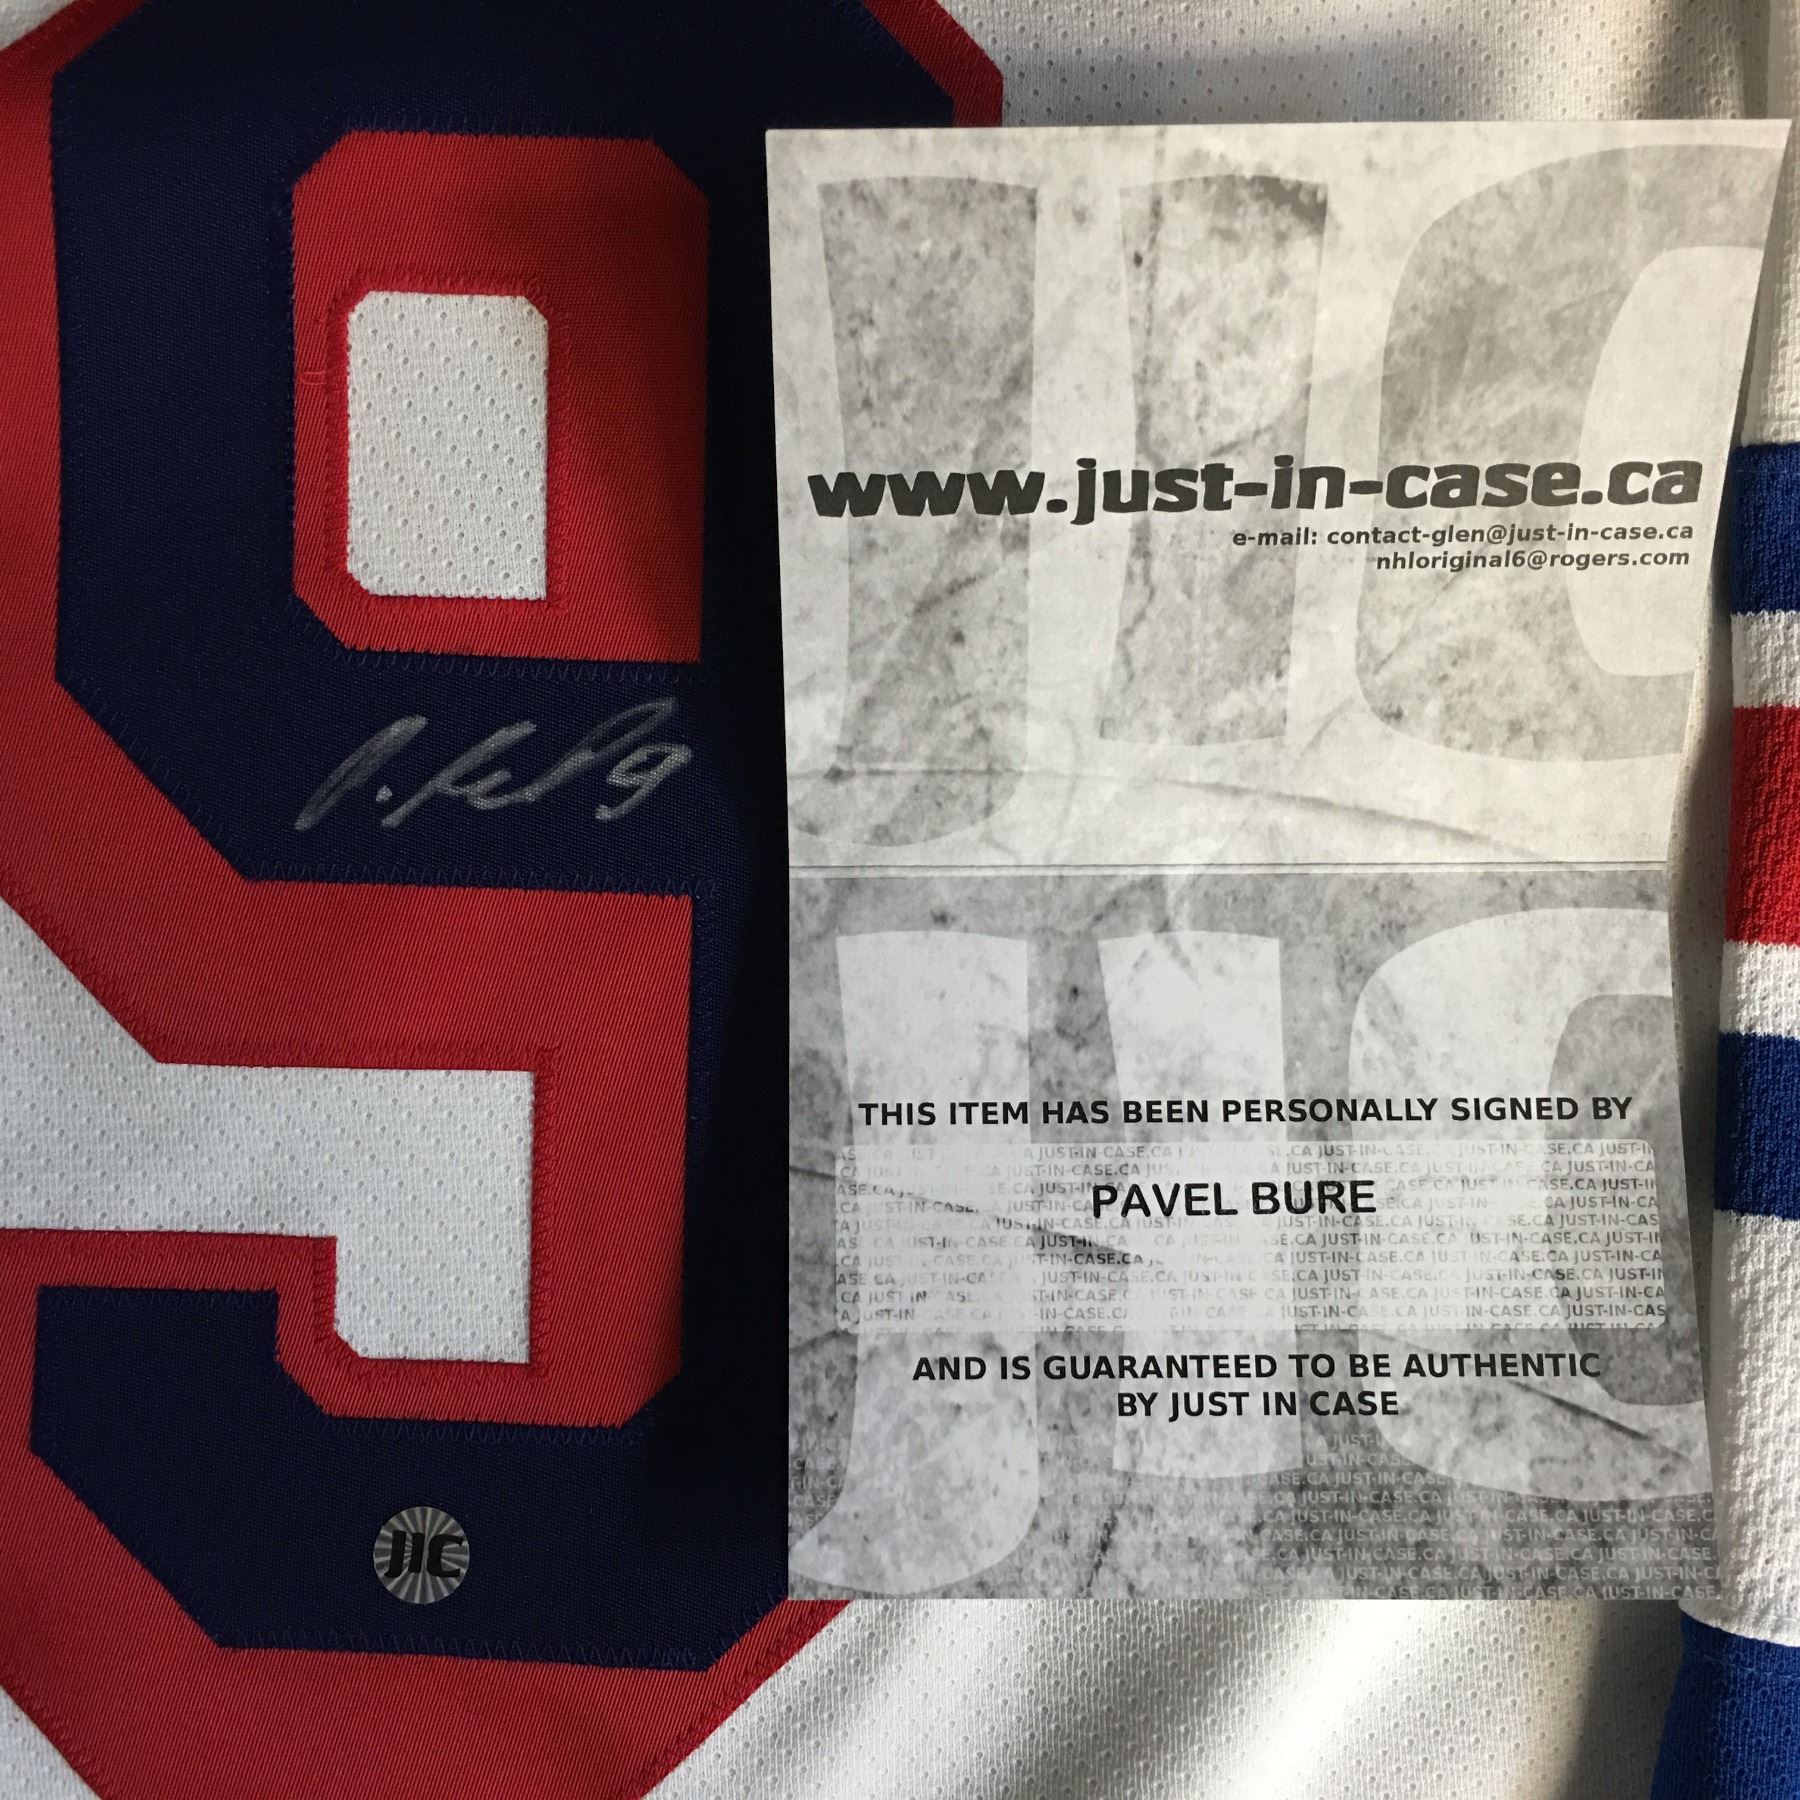 www.just-in-case.ca
e-mail: contact-glen@just-in-case.ca
nhloriginal6@rogers.com
9
THIS ITEM HAS BEEN PERSONALLY SIGNED BY
PAVEL BURE
AND IS GUARANTEED TO BE AUTHENTIC
BY JUST IN CASE
JIC